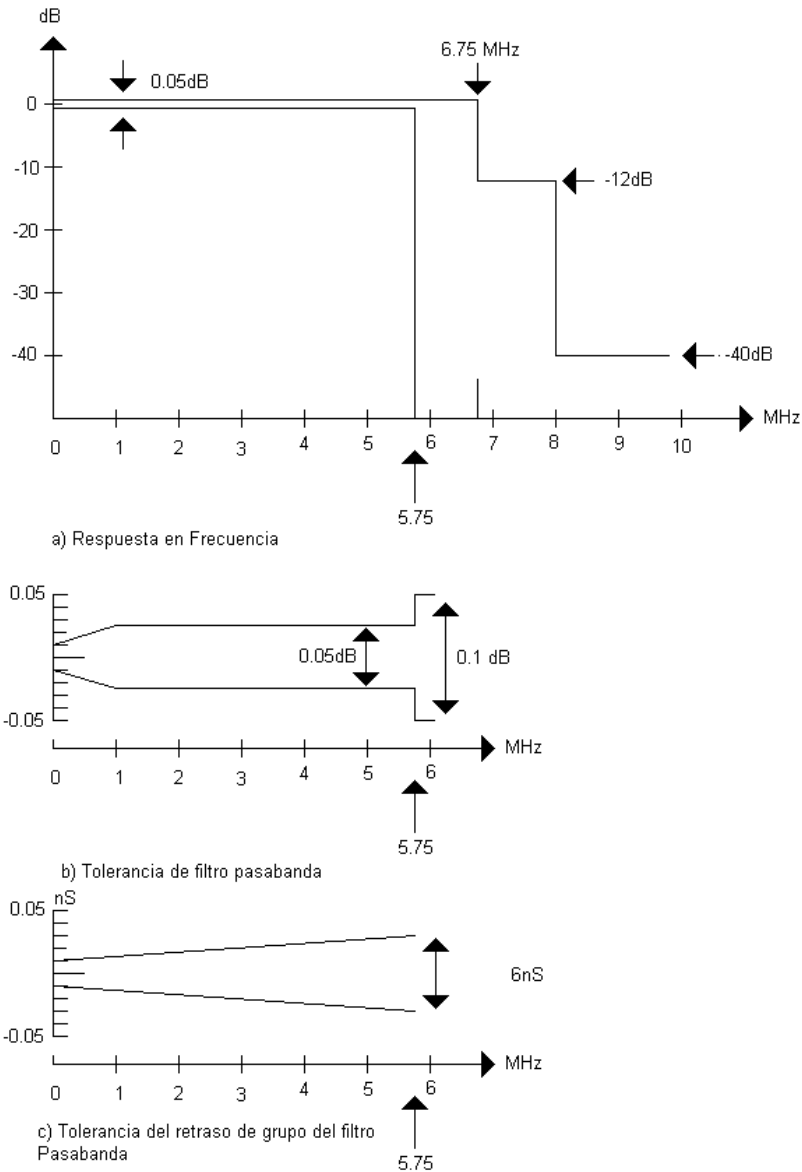 dB
6.75 MHz
0.05dB
0
-10
-12dB
-20
-30
-40
-40dB
MHz
0 1 2 3 4 5 6 7 8 9 10
5.75
a) Respuesta en Frecuencia
0.05
0.05dB
0.1 dB
-0.05
MHz
0 1 2 3 4 5 6
5.75
b) Tolerancia de filtro pasabanda
nS
0.05
6nS
-0.05
MHz
0 1 2 3 4 5 6
c) Tolerancia del retraso de grupo del filtro
Pasabanda
5.75